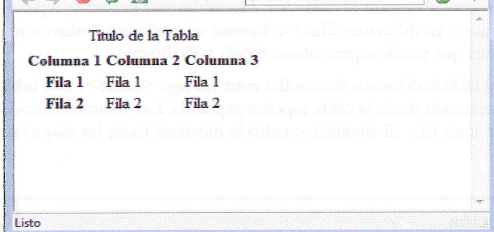 Título de la Tabla
Columna 1 Columna 2 Columna 3
Fila 1 Fila 1 Fila 1
Fila 2 Fila 2 Fila 2
Listo